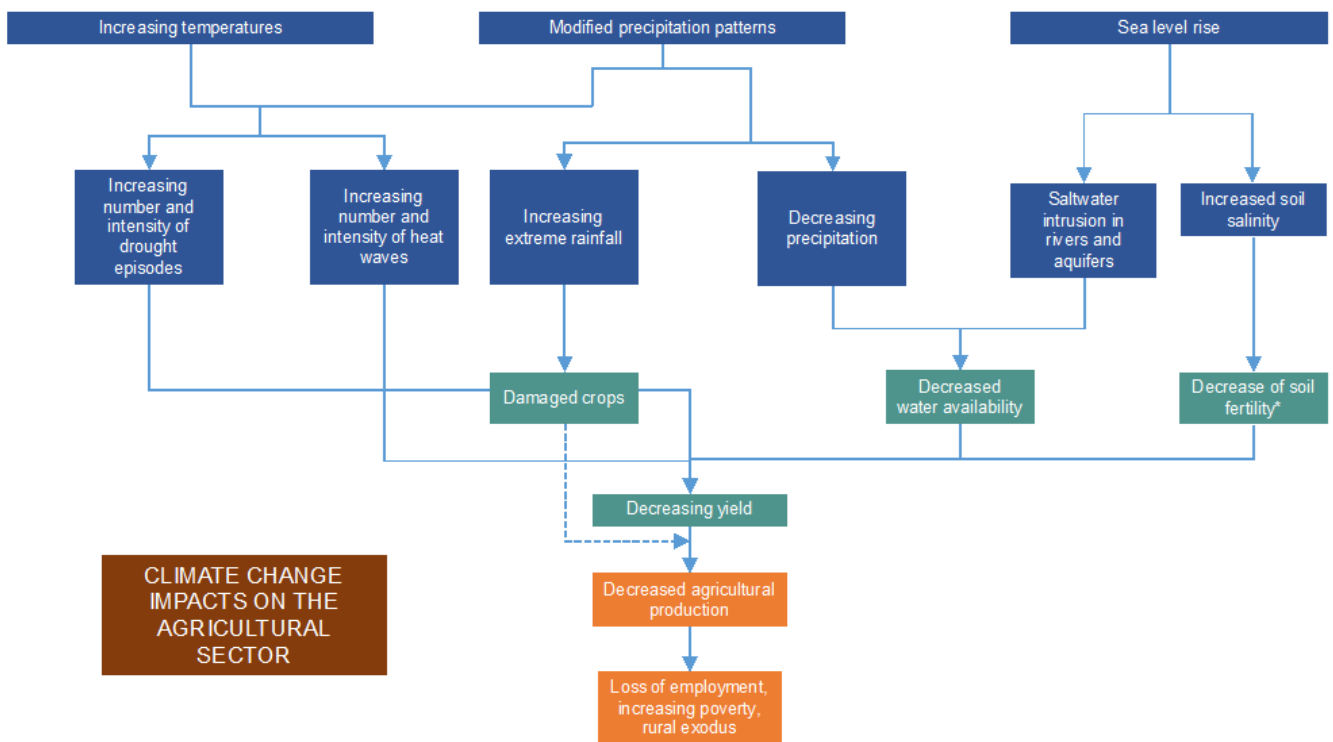 Increasing temperatures
Modified precipitation patterns
Sea level rise
Increasing
number and
intensity of
drought
episodes
Increasing
number and
intensity of heat
waves
Increasing
extreme rainfall
Decreasing
precipitation
Saltwater
intrusion in
rivers and
aquifers
Increased soil
salinity
Damaged crops
Decreased
water availability
Decrease of soil
fertility*
Decreasing yield
CLIMATE CHANGE
IMPACTS ON THE
AGRICULTURAL
SECTOR
Decreased agricultural
production
Loss of employment,
increasing poverty,
rural exodus